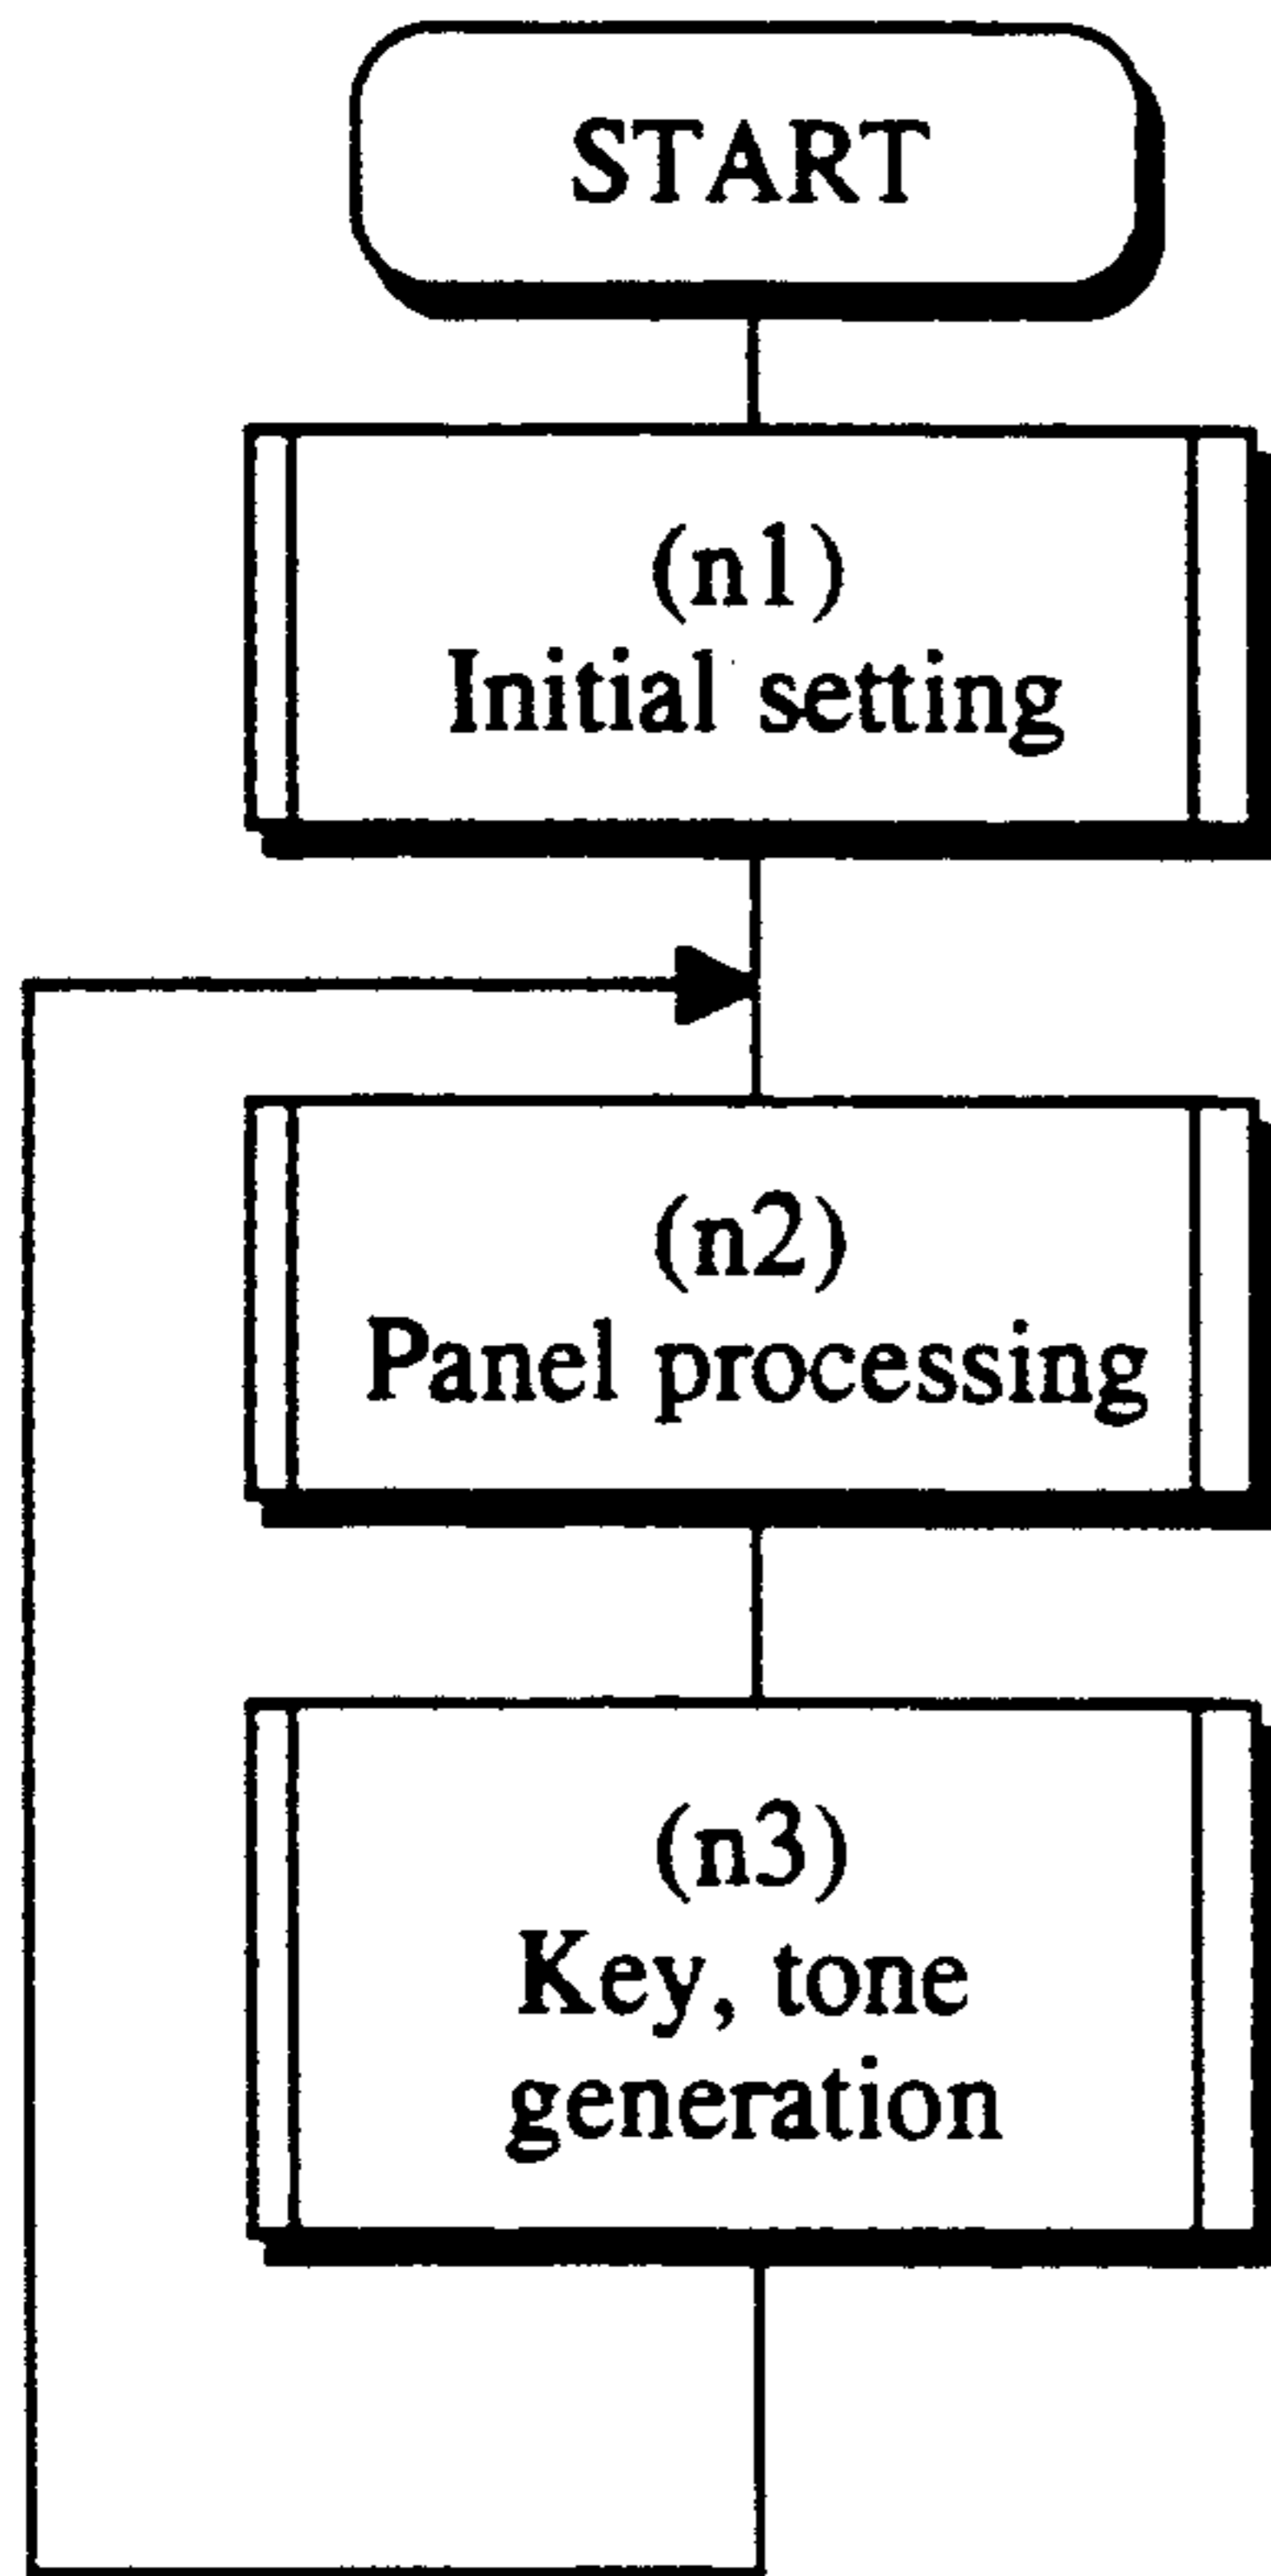 START
(n1)
Initial setting
(n2)
Panel processing
(n3)
Key, tone
generation